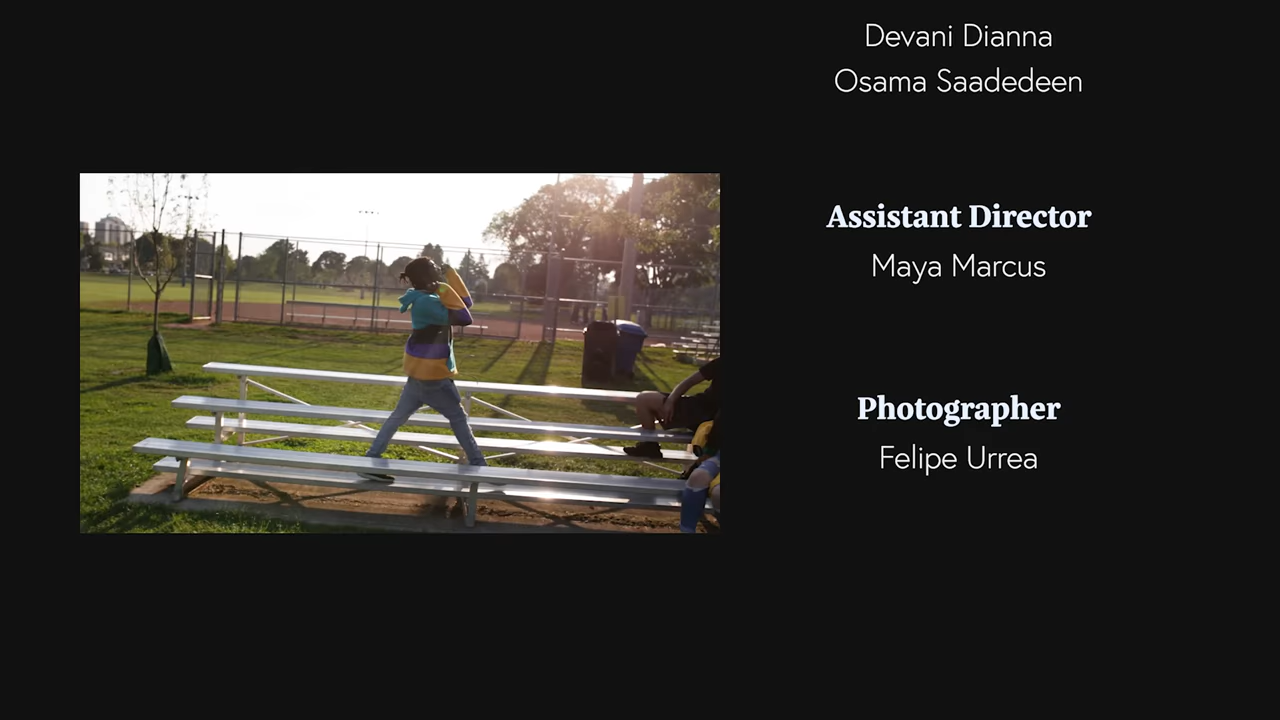 Devani Dianna
Osama Saadedeen
Assistant Director
Maya Marcus
Photographer
Felipe Urrea